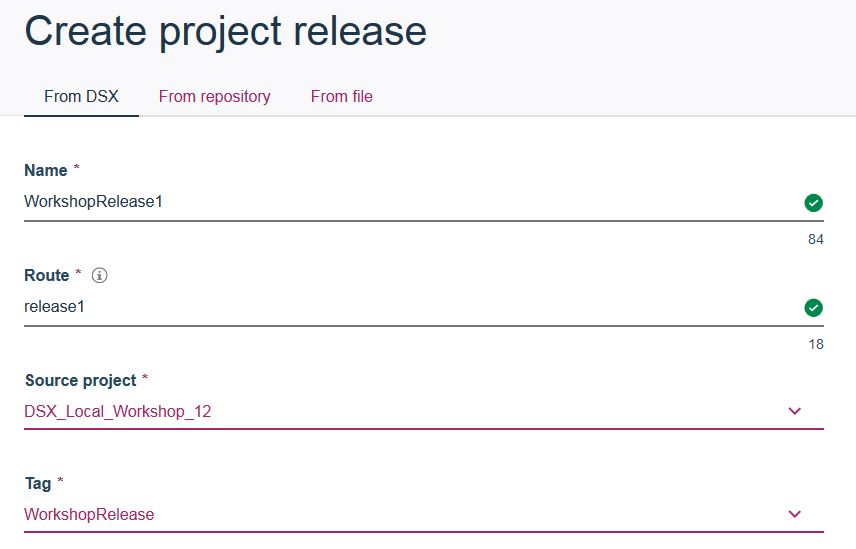 Create project release
From DSX From repository From file
Name *
WorkshopRelease1
84
Route * i
release1
18
Source project *
DSX_Local_Workshop_12
Tag *
WorkshopRelease